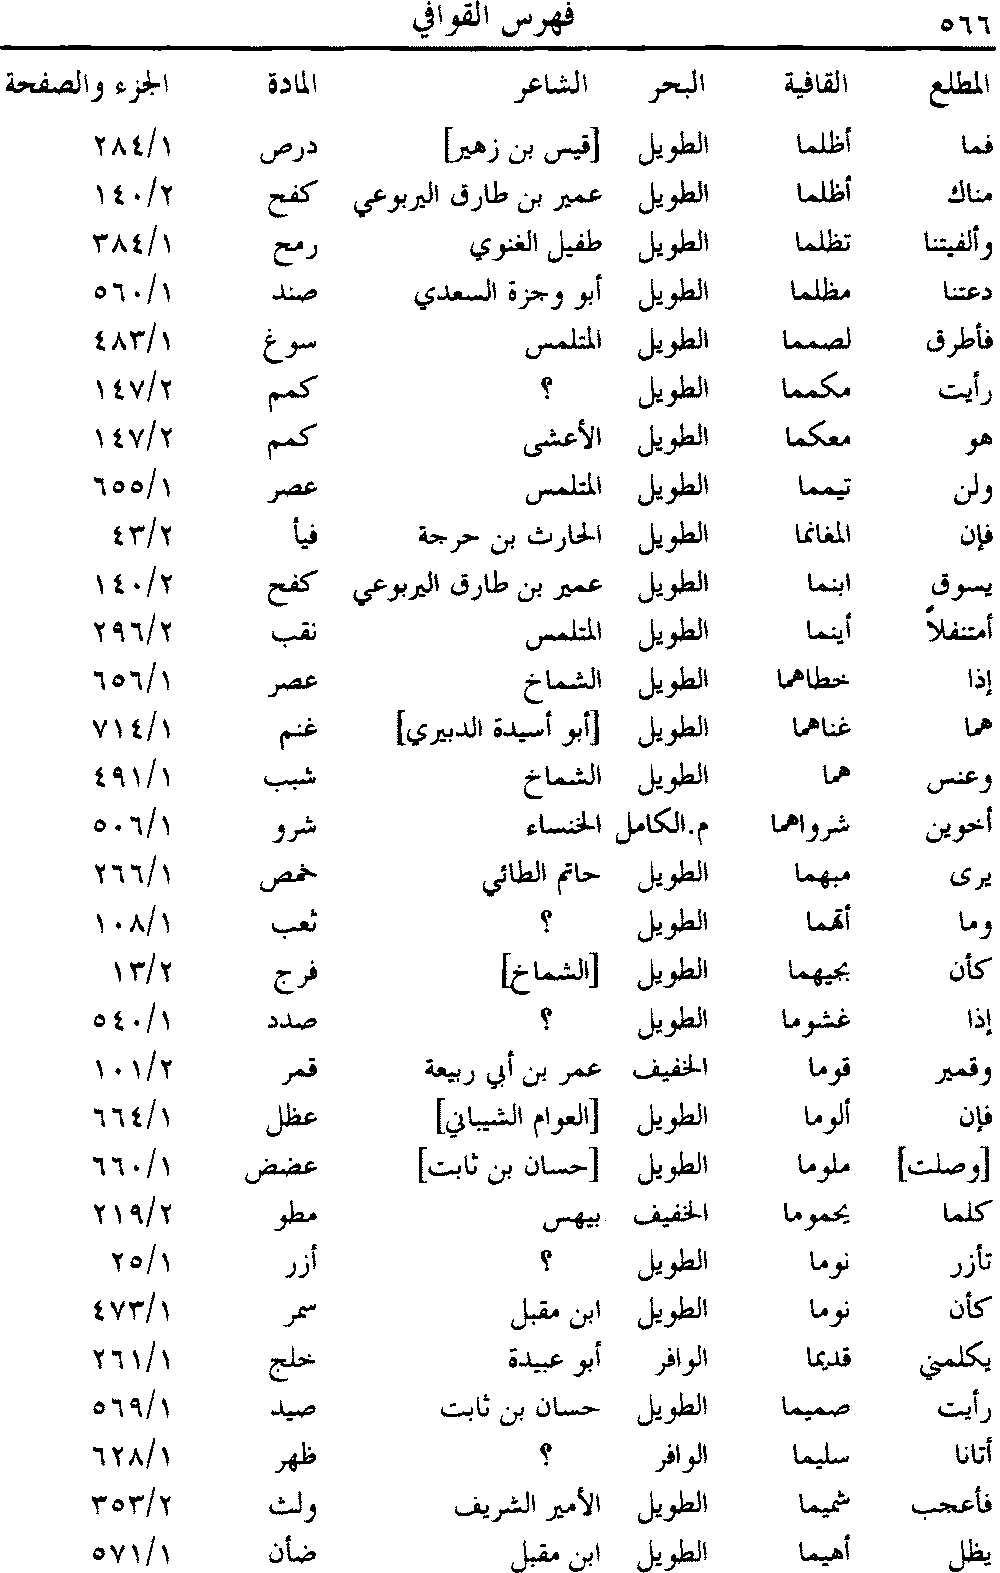 ٥٦٦ فهرس القوافي
المطلع القافية البحر الشاعر المادة الجزء والصفحة
فما أظلما الطويل [قيس بن زهير] درص ٢٨٤/١
مناك أظلما الطويل عمير بن طارق اليربوعي كفح ١٤٠/٢
وألفيتنا تظلما الطويل طفيل الغنوي رمح ٣٨٤/١
دعتنا مظلما الطويل أبو وجزة السعدي صند ٥٦٠/١
فأطرق لصمما الطويل المتلمس سوغ ٤٨٣/١
رأيت مكمما الطويل ؟ كمم ١٤٧/٢
هو معكما الطويل الأعشى كمم ١٤٧/٢
ولن تيمما الطويل المتلمس عصر ٦٥٥/١
فإن المغانما الطويل الحارث بن حرجة فيأ ٤٣/٢
يسوق ابنما الطويل عمير بن طارق اليربوعي كفح ١٤٠/٢
أمتنفلاً أينما الطويل المتلمس نقب ٢٩٦/٢
إذا خطاهما الطويل الشماخ عصر ٦٥٦/١
هما غناهما الطويل [أبو أسيدة الدبيري] غنم ٧١٤/١
وعنس هما الطويل الشماخ شبب ٤٩١/١
أخوين شرواهما م.الكامل الخنساء شرو ٥٠٦/١
يرى مبهما الطويل حاتم الطائي خمص ٢٦٦/١
وما أتهما الطويل ؟ ثعب ١٠٨/١
كأن بجيهما الطويل [الشماخ] فرج ١٣/٢
إذا غشوما الطويل ؟ صدد ٥٤٠/١
وقمير قوما الخفيف عمر بن أبي ربيعة قمر ١٠١/٢
فإن ألوما الطويل [العوام الشيباني] عظل ٦٦٤/١
[وصلت] ملوما الطويل [حسان بن ثابت] عضض ٦٦٠/١
كلما يحموما الخفيف بيهس مطو ٢١٩/٢
تأزر نوما الطويل ؟ أزر ٢٥/١
كأن نوما الطويل ابن مقبل سمر ٤٧٣/١
يكلمني قديما الوافر أبو عبيدة خلج ٢٦١/١
رأيت صميما الطويل حسان بن ثابت صيد ٥٦٩/١
أتانا سليما الوافر ؟ ظهر ٦٢٨/١
فأعجب شميما الطويل الأمير الشريف ولث ٣٥٣/٢
يظل أهيما الطويل ابن مقبل ضأن ٥٧١/١